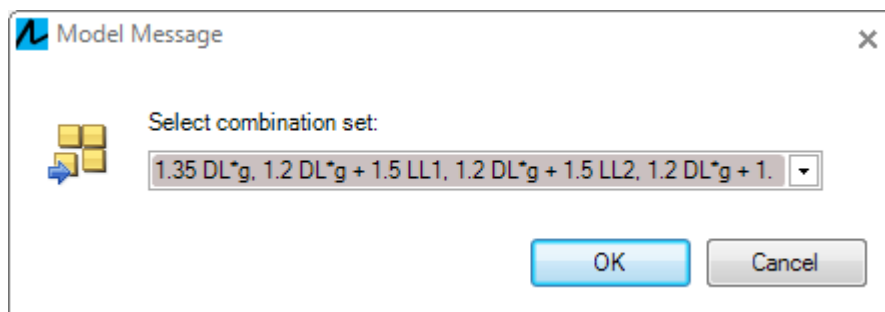 Model Message
Select combination set:
1.35 DL*g, 1.2 DL*g + 1.5 LL1, 1.2 DL*g + 1.5 LL2, 1.2 DL*g + 1.
OK Cancel